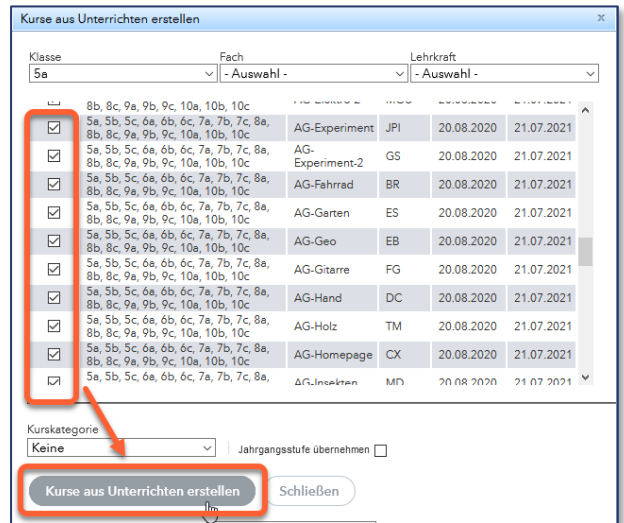 Kurse aus Unterrichten erstellen x
Klasse Fach Lehrkraft
5a - Auswahl - - Auswahl -
8b, 8c, 9a, 9b, 9c, 10a, 10b, 10c
5a, 5b, 5c, 6a, 6b, 6c, 7a, 7b, 7c, 8a,
8b, 8c, 9a, 9b, 9c, 10a, 10b, 10c AG-Experiment JPI 20.08.2020 21.07.2021
5a, 5b, 5c, 6a, 6b, 6c, 7a, 7b, 7c, 8a,
8b, 8c, 9a, 9b, 9c, 10a, 10b, 10c AG-Experiment-2 GS 20.08.2020 21.07.2021
5a, 5b, 5c, 6a, 6b, 6c, 7a, 7b, 7c, 8a,
8b, 8c, 9a, 9b, 9c, 10a, 10b, 10c AG-Fahrrad BR 20.08.2020 21.07.2021
5a, 5b, 5c, 6a, 6b, 6c, 7a, 7b, 7c, 8a,
8b, 8c, 9a, 9b, 9c, 10a, 10b, 10c AG-Garten ES 20.08.2020 21.07.2021
5a, 5b, 5c, 6a, 6b, 6c, 7a, 7b, 7c, 8a,
8b, 8c, 9a, 9b, 9c, 10a, 10b, 10c AG-Geo EB 20.08.2020 21.07.2021
5a, 5b, 5c, 6a, 6b, 6c, 7a, 7b, 7c, 8a,
8b, 8c, 9a, 9b, 9c, 10a, 10b, 10c AG-Gitarre FG 20.08.2020 21.07.2021
5a, 5b, 5c, 6a, 6b, 6c, 7a, 7b, 7c, 8a,
8b, 8c, 9a, 9b, 9c, 10a, 10b, 10c AG-Hand DC 20.08.2020 21.07.2021
5a, 5b, 5c, 6a, 6b, 6c, 7a, 7b, 7c, 8a,
8b, 8c, 9a, 9b, 9c, 10a, 10b, 10c AG-Holz TM 20.08.2020 21.07.2021
5a, 5b, 5c, 6a, 6b, 6c, 7a, 7b, 7c, 8a,
8b, 8c, 9a, 9b, 9c, 10a, 10b, 10c AG-Homepage CX 20.08.2020 21.07.2021
5a, 5b, 5c, 6a, 6b, 6c, 7a, 7b, 7c, 8a, AG-Insekten MD 20.08.2020 21.07.2021
Kurskategorie
Keine Jahrgangsstufe übernehmen
Kurse aus Unterrichten erstellen Schließen